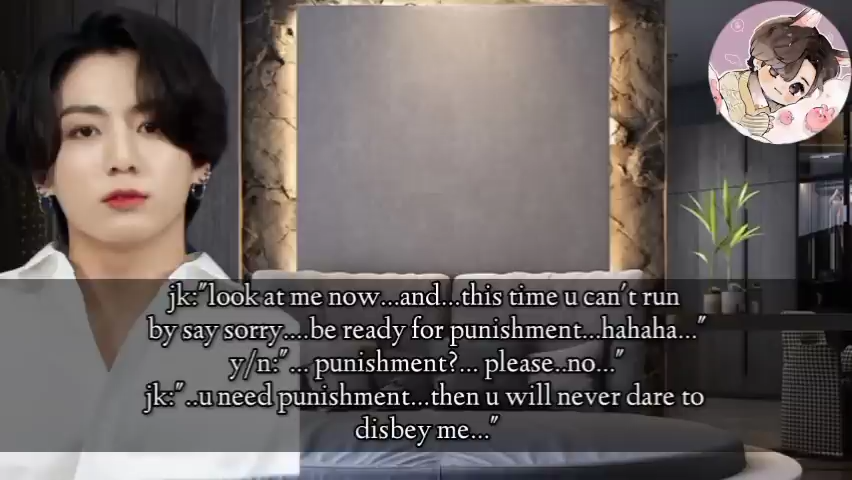 jk:"look at me now...and...this time u can't run
by say sorry....be ready for punishment...hahaha..."
y/n:"... punishment?... please..no..."
jk:"..u need punishment...then u will never dare to
disbey me..."